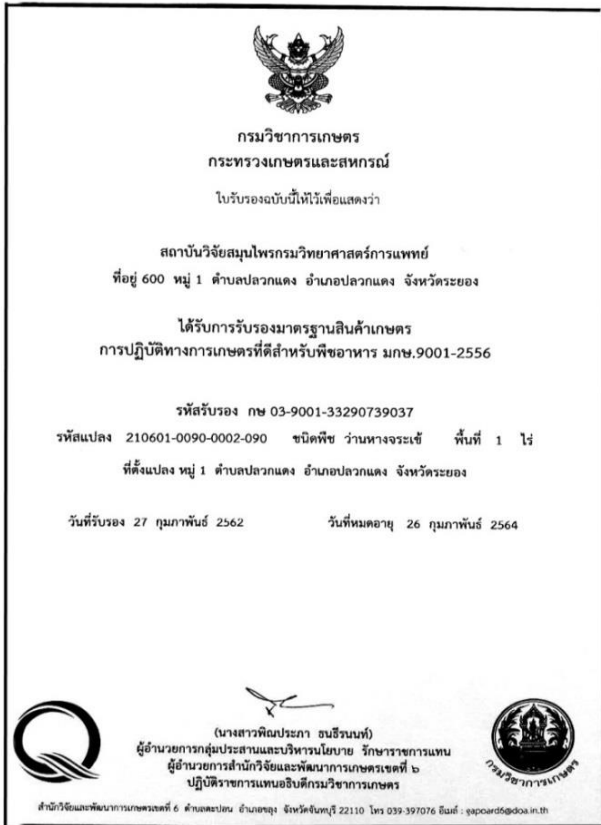 กรมวิชาการเกษตร
กระทรวงเกษตรและสหกรณ์
ใบรับรองฉบับนี้ให้ไว้เพื่อแสดงว่า
สถาบันวิจัยสมุนไพรกรมวิทยาศาสตร์การแพทย์
ที่อยู่ 600 หมู่ 1 ตำบลปลวกแดง อำเภอปลวกแดง จังหวัดระยอง
ได้รับการรับรองมาตรฐานสินค้าเกษตร
การปฏิบัติทางการเกษตรที่ดีสำหรับพืชอาหาร มกษ.9001-2556
รหัสรับรอง กษ 03-9001-33290739037
รหัสแปลง 210601-0090-0002-090 ชนิดพืช ว่านหางจระเข้ พื้นที่ 1 ไร่
ที่ตั้งแปลง หมู่ 1 ตำบลปลวกแดง อำเภอปลวกแดง จังหวัดระยอง
วันที่รับรอง 27 กุมภาพันธ์ 2562 วันที่หมดอายุ 26 กุมภาพันธ์ 2564
(นางสาวพิณประภา ธนธีรนนท์)
ผู้อำนวยการกลุ่มประสานและบริหารนโยบาย รักษาราชการแทน
ผู้อำนวยการสำนักวิจัยและพัฒนาการเกษตรเขตที่ ๖
ปฏิบัติราชการแทนอธิบดีกรมวิชาการเกษตร
กรมวิชาการเกษตร
สำนักวิจัยและพัฒนาการเกษตรเขตที่ 6 ตำบลตะปอน อำเภอขลุง จังหวัดจันทบุรี 22110 โทร 039-397076 อีเมล์ : gapoard6@doa.in.th